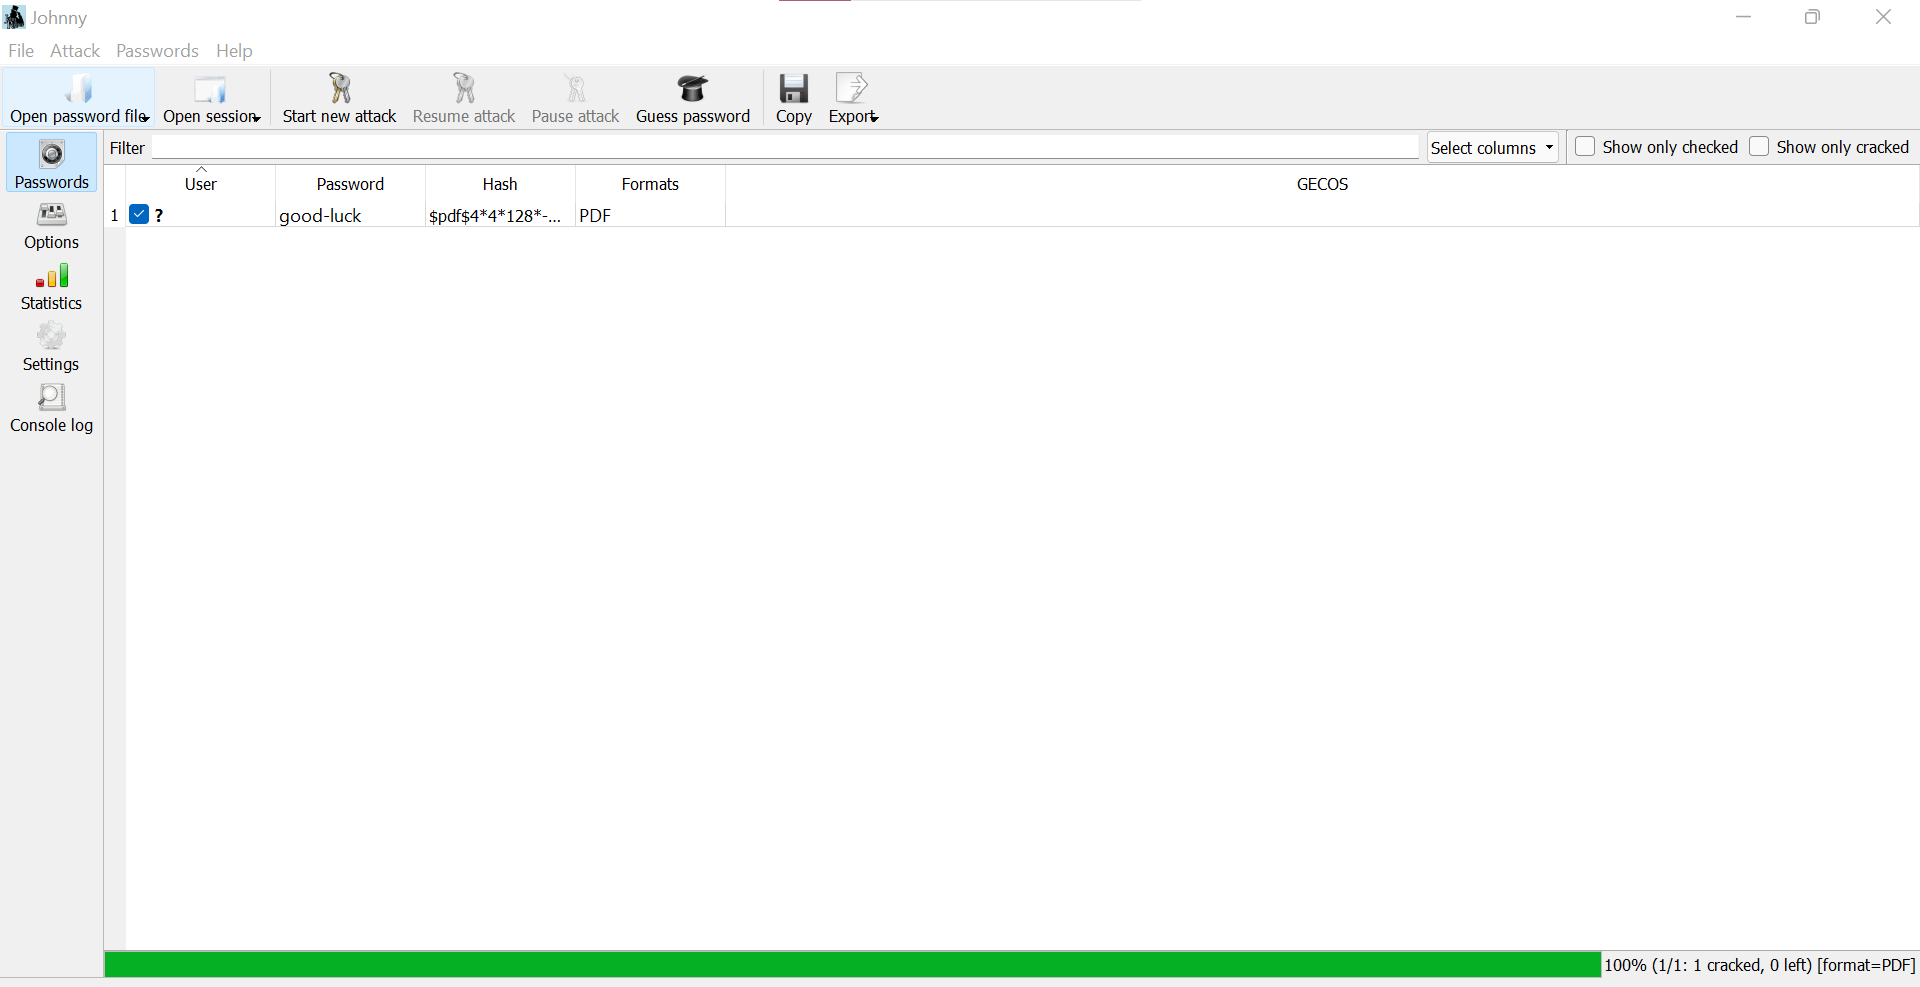 Johnny
File Attack Passwords Help
Open password file Open session Start new attack Resume attack Pause attack Guess password Copy Export
Passwords
Options
Statistics
Settings
Console log
Filter Select columns Show only checked Show only cracked
User Password Hash Formats GECOS
1 ? good-luck $pdf$4*4*128*-... PDF
100% (1/1: 1 cracked, 0 left) [format=PDF]